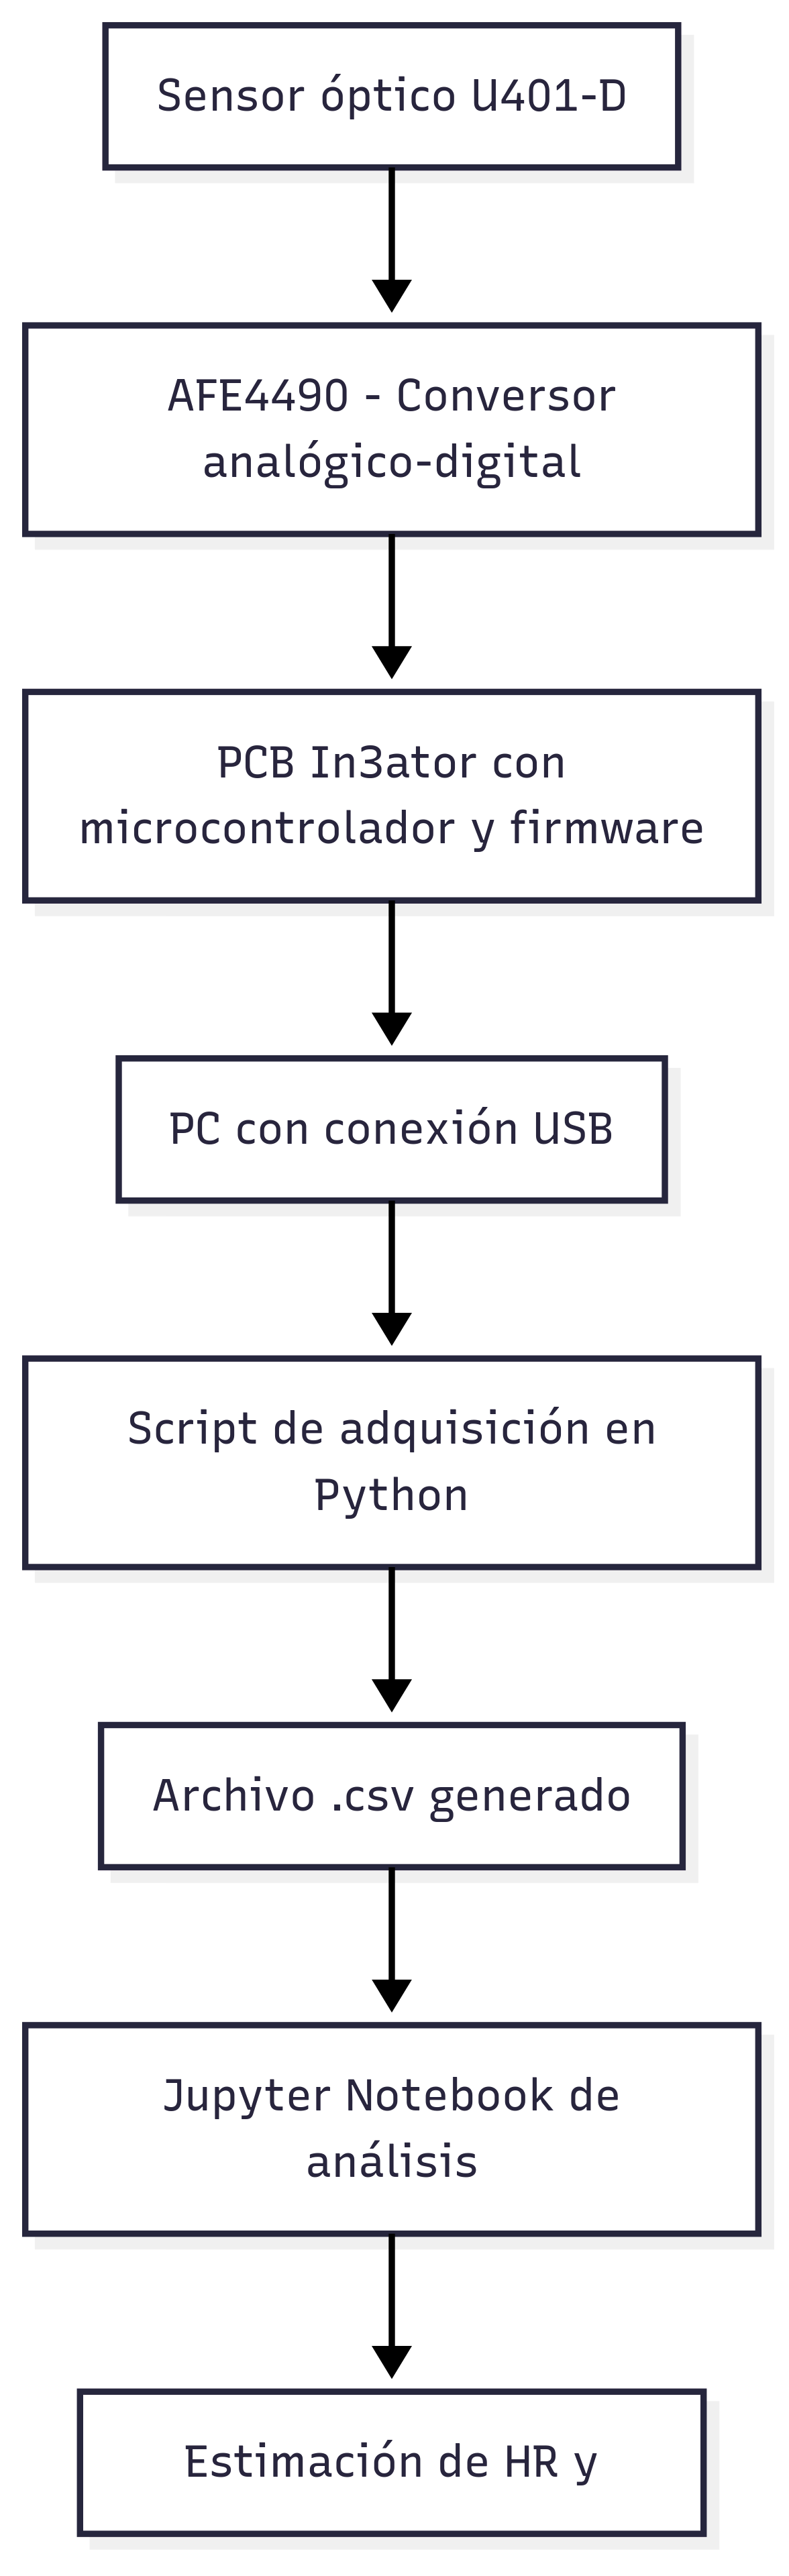 Sensor óptico U401-D
AFE4490 - Conversor
analógico-digital
PCB In3ator con
microcontrolador y firmware
PC con conexión USB
Script de adquisición en
Python
Archivo .csv generado
Jupyter Notebook de
análisis
Estimación de HR y